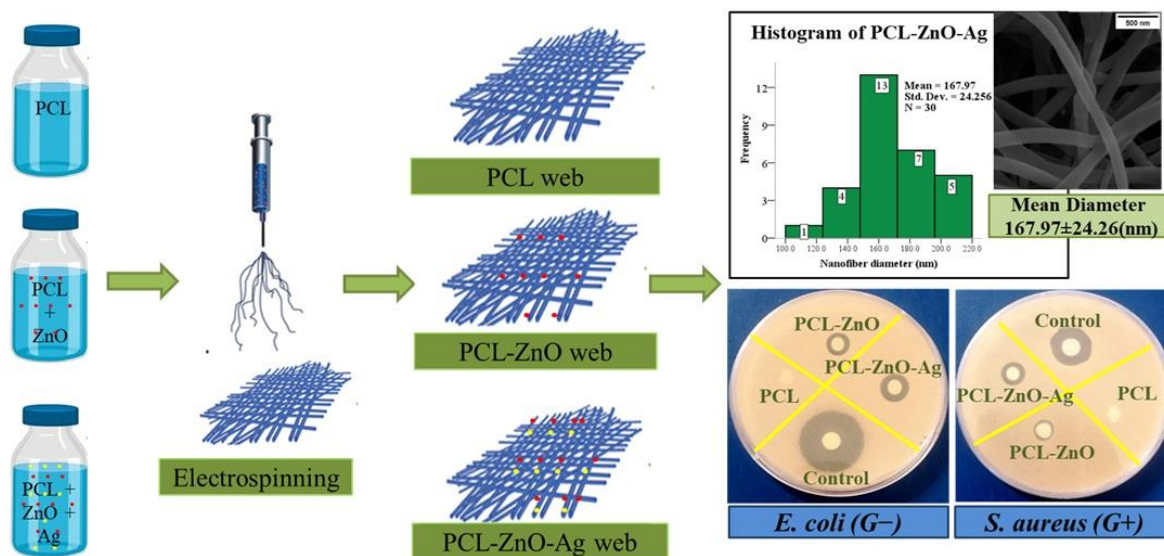 PCL
PCL
+
ZnO
PCL +
ZnO +
Ag
Electrospinning
PCL web
PCL-ZnO web
PCL-ZnO-Ag web
Histogram of PCL-ZnO-Ag
Mean = 167.97
Std. Dev. = 24.256
N = 30
Frequency
12
9
6
3
0
1
4
13
7
5
100.0 120.0 140.0 160.0 180.0 200.0 220.0
Nanofiber diameter (nm)
500 nm
Mean Diameter
167.97±24.26(nm)
PCL-ZnO
PCL-ZnO-Ag
PCL
Control
E. coli (G−)
Control
PCL-ZnO-Ag
PCL
PCL-ZnO
S. aureus (G+)